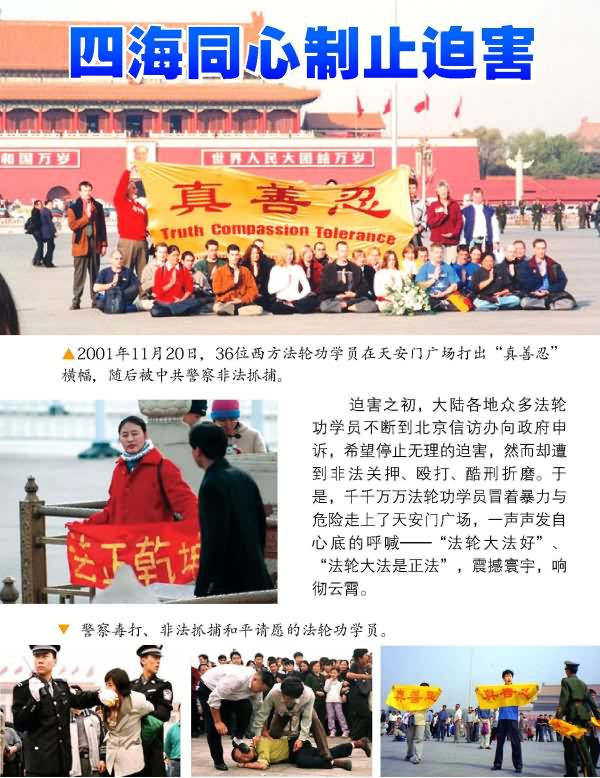 四海同心制止迫害
和国万岁
世界人民大团结万岁
真善忍
Truth Compassion Tolerance
▲2001年11月20日，36位西方法轮功学员在天安门广场打出“真善忍”
横幅，随后被中共警察非法抓捕。
法正乾坤
迫害之初，大陆各地众多法轮
功学员不断到北京信访办向政府申
诉，希望停止无理的迫害，然而却遭
到非法关押、殴打、酷刑折磨。于
是，千千万万法轮功学员冒着暴力与
危险走上了天安门广场，一声声发自
心底的呼喊——“法轮大法好”、
“法轮大法是正法”，震撼寰宇，响
彻云霄。
▼ 警察毒打、非法抓捕和平请愿的法轮功学员。
真善忍
真善忍